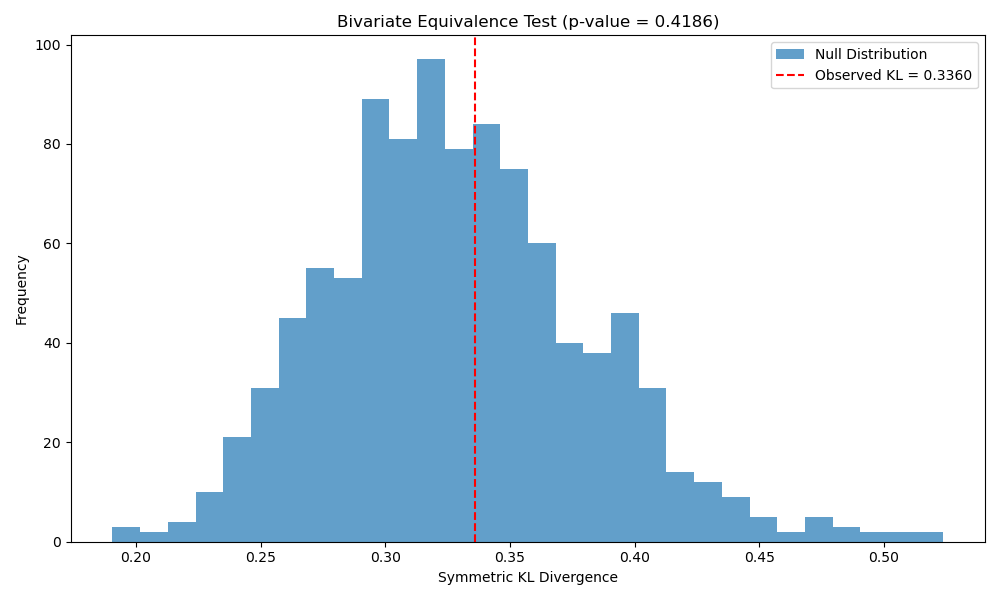 Bivariate Equivalence Test (p-value = 0.4186)
Null Distribution
Observed KL = 0.3360
Frequency
100
80
60
40
20
0
0.20 0.25 0.30 0.35 0.40 0.45 0.50
Symmetric KL Divergence